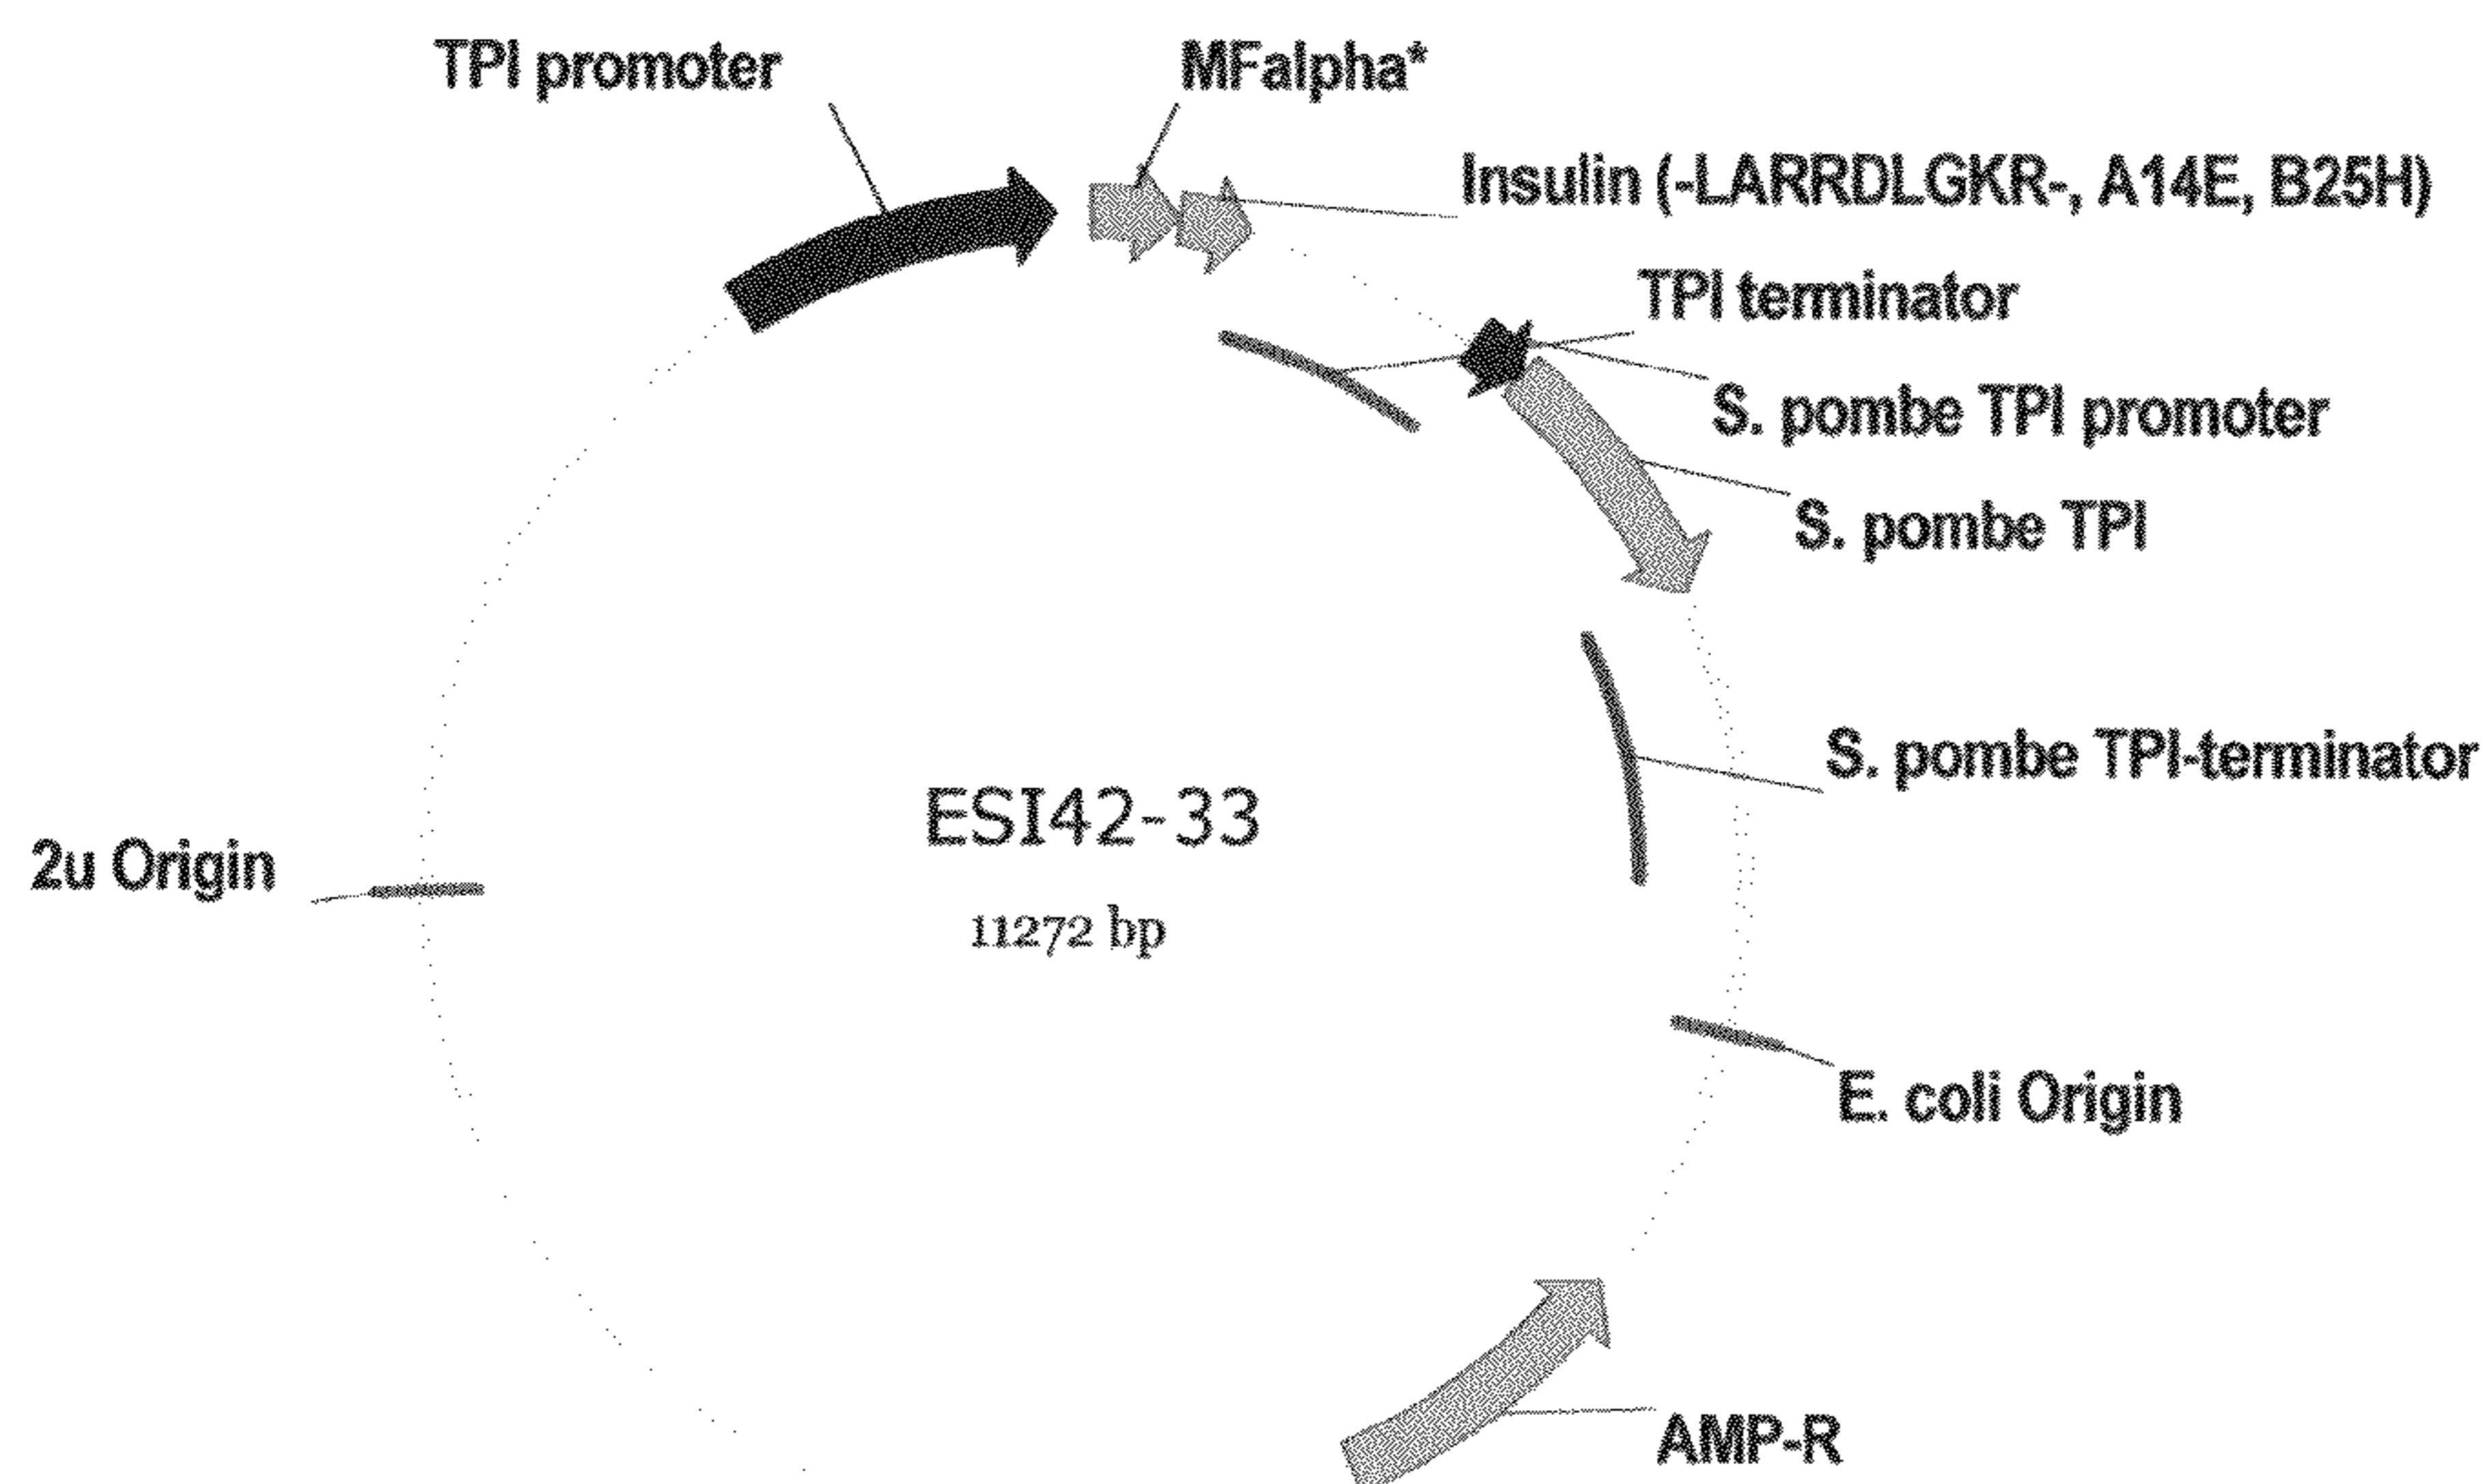 TPI promoter
MFalpha*
Insulin (-LARRDLGKR-, A14E, B25H)
TPI terminator
S. pombe TPI promoter
S. pombe TPI
S. pombe TPI-terminator
ESI42-33
2u Origin
11272 bp
E. coli Origin
AMP-R